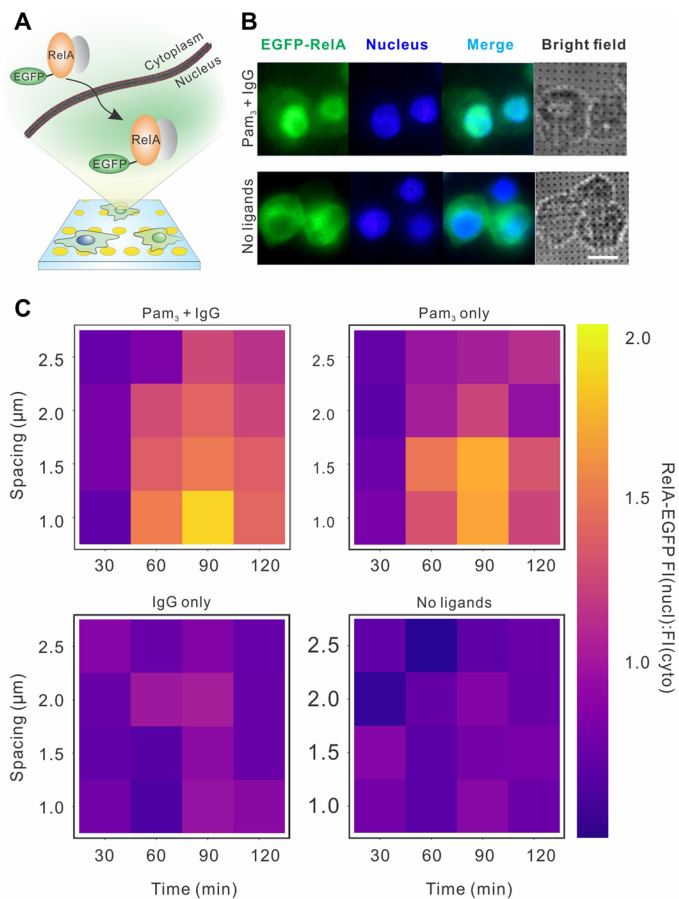 A
RelA
EGFP
Cytoplasm
Nucleus
RelA
EGFP
B
EGFP-RelA Nucleus Merge Bright field
Pam₃ + IgG
No ligands
C
Pam₃ + IgG
Pam₃ only
Spacing (μm)
2.5
2.0
1.5
1.0
30 60 90 120
2.5
2.0
1.5
1.0
30 60 90 120
IgG only
No ligands
Spacing (μm)
2.5
2.0
1.5
1.0
30 60 90 120
Time (min)
2.5
2.0
1.5
1.0
30 60 90 120
Time (min)
2.0
1.5
1.0
RelA-EGFP FI(nucl):FI(cyto)